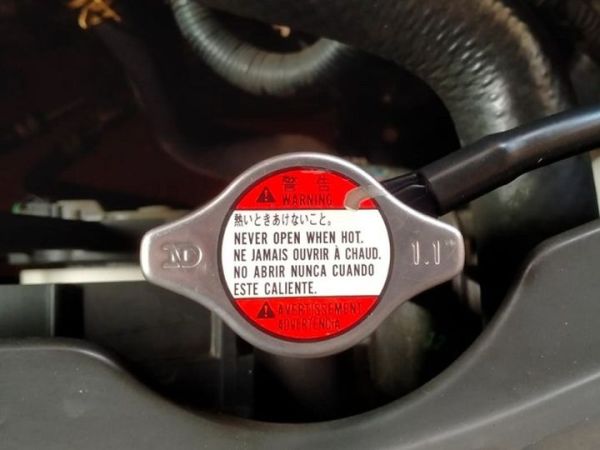 警告
WARNING
熱いときあけないこと。
NEVER OPEN WHEN HOT.
NE JAMAIS OUVRIR À CHAUD.
NO ABRIR NUNCA CUANDO
ESTE CALIENTE.
AVERTISSEMENT
ADVERTENCIA
ND
1.1